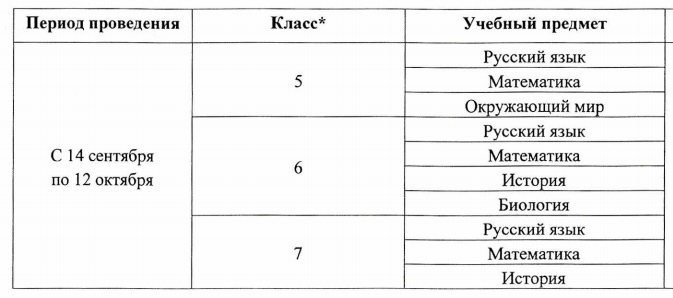 Период проведения
Класс*
Учебный предмет
С 14 сентября
по 12 октября
5
Русский язык
Математика
Окружающий мир
6
Русский язык
Математика
История
Биология
7
Русский язык
Математика
История